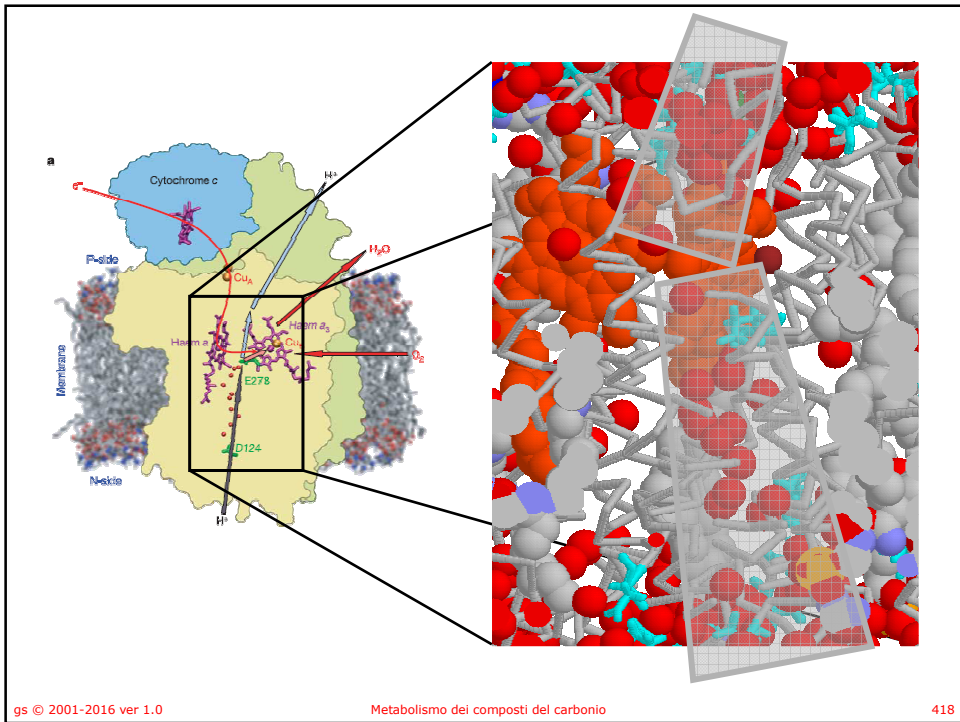 a
Cytochrome c
e-
H+
P-side
CuA
H2O
Haem a3
Haem a
CuB
O2
E278
Membrane
D124
N-side
H+
gs © 2001-2016 ver 1.0
Metabolismo dei composti del carbonio
418